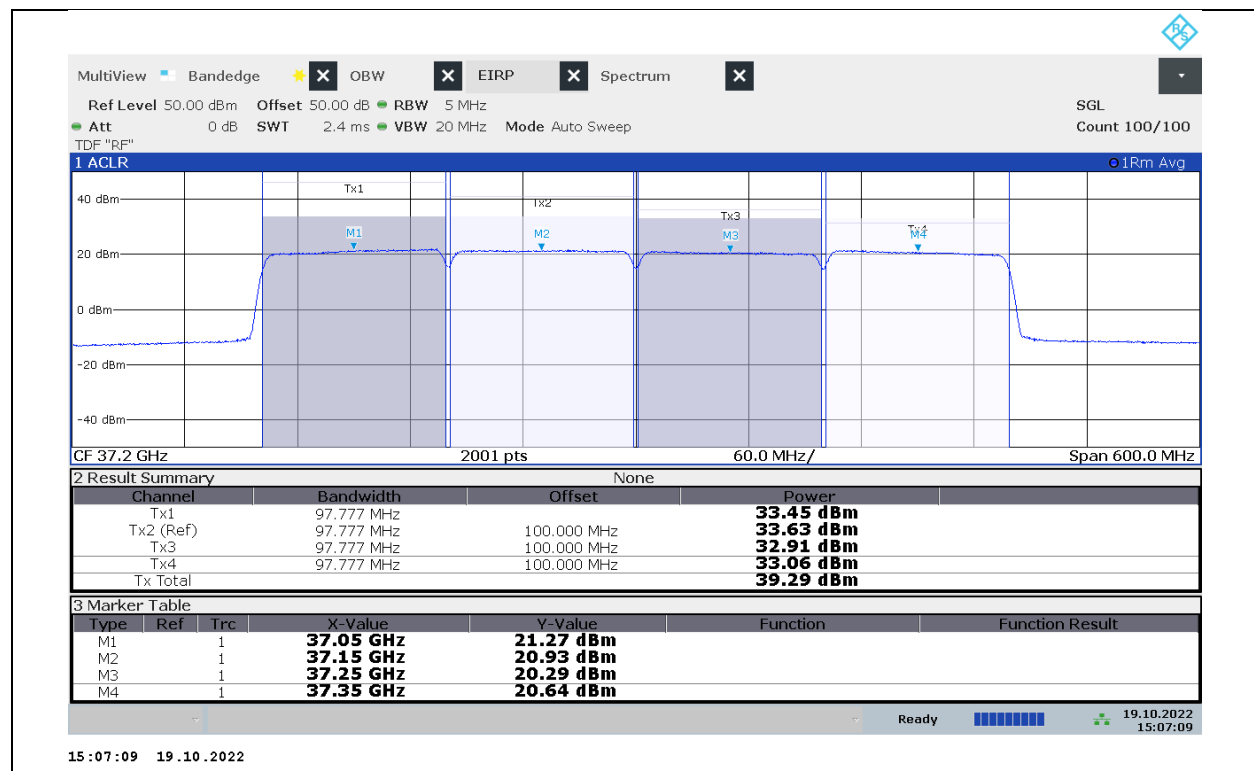 MultiView Bandedge OBW EIRP Spectrum
Ref Level 50.00 dBm Offset 50.00 dB RBW 5 MHz SGL
Att 0 dB SWT 2.4 ms VBW 20 MHz Mode Auto Sweep Count 100/100
TDF "RF"
1 ACLR 1Rm Avg
Tx1
40 dBm
Tx2
Tx3
Tx4
M1 M2 M3 M4
20 dBm
0 dBm
-20 dBm
-40 dBm
CF 37.2 GHz 2001 pts 60.0 MHz/ Span 600.0 MHz
2 Result Summary None
Channel Bandwidth Offset Power
Tx1 97.777 MHz 33.45 dBm
Tx2 (Ref) 97.777 MHz 100.000 MHz 33.63 dBm
Tx3 97.777 MHz 100.000 MHz 32.91 dBm
Tx4 97.777 MHz 100.000 MHz 33.06 dBm
Tx Total 39.29 dBm
3 Marker Table
Type Ref Trc X-Value Y-Value Function Function Result
M1 1 37.05 GHz 21.27 dBm
M2 1 37.15 GHz 20.93 dBm
M3 1 37.25 GHz 20.29 dBm
M4 1 37.35 GHz 20.64 dBm
Ready 19.10.2022
15:07:09
15:07:09 19.10.2022